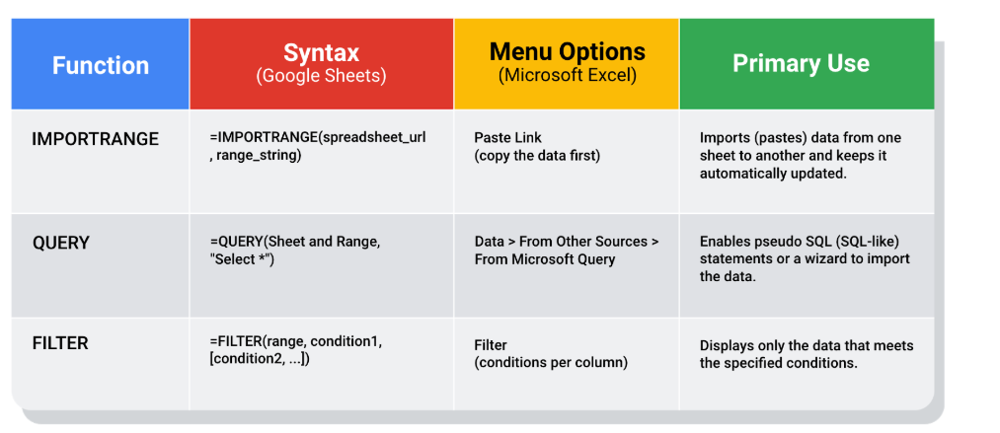 Function
Syntax
(Google Sheets)
Menu Options
(Microsoft Excel)
Primary Use
IMPORTRANGE
=IMPORTRANGE(spreadsheet_url
, range_string)
Paste Link
(copy the data first)
Imports (pastes) data from one
sheet to another and keeps it
automatically updated.
QUERY
=QUERY(Sheet and Range,
"Select *")
Data > From Other Sources >
From Microsoft Query
Enables pseudo SQL (SQL-like)
statements or a wizard to import
the data.
FILTER
=FILTER(range, condition1,
[condition2, ...])
Filter
(conditions per column)
Displays only the data that meets
the specified conditions.